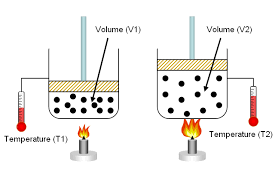 Volume (V1)
Volume (V2)
Temperature (T1)
Temperature (T2)